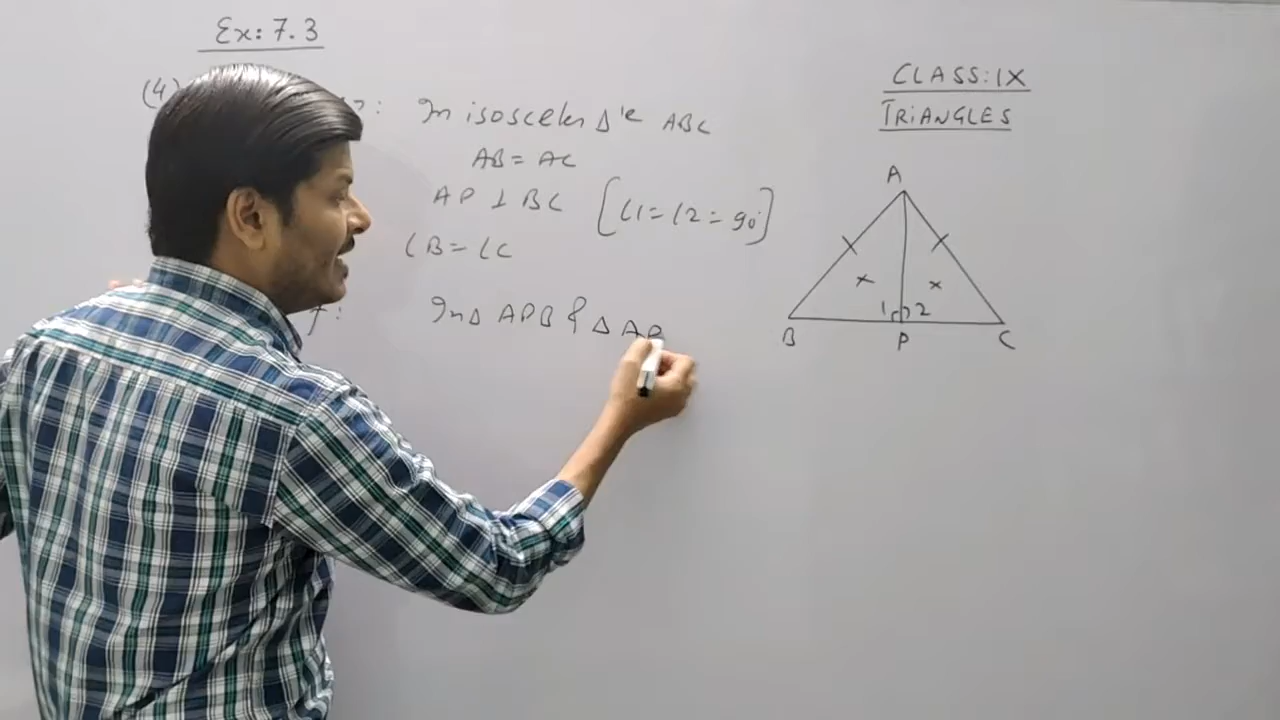 Ex: 7.3
CLASS: IX
TRIANGLES
(4)
In isosceles Δ'le ABC
AB = AC
AP ⊥ BC [∠1 = ∠2 = 90°]
∠B = ∠C
In Δ APB & Δ AP
A
1 2
B P C